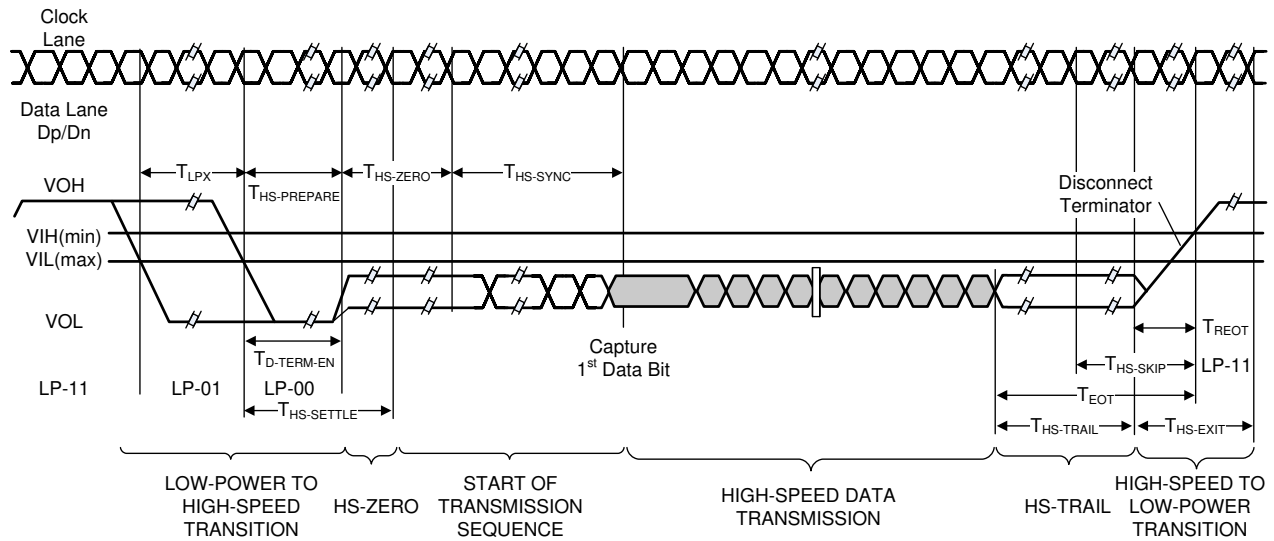 Clock
Lane
Data Lane
Dp/Dn
TLPX
THS-PREPARE
THS-ZERO
THS-SYNC
VOH
Disconnect
Terminator
VIH(min)
VIL(max)
VOL
TD-TERM-EN
Capture
1st Data Bit
TREOT
THS-SKIP
LP-11
LP-11
LP-01
LP-00
TEOT
THS-SETTLE
THS-TRAIL
THS-EXIT
LOW-POWER TO
HIGH-SPEED
TRANSITION
HS-ZERO
START OF
TRANSMISSION
SEQUENCE
HIGH-SPEED DATA
TRANSMISSION
HS-TRAIL
HIGH-SPEED TO
LOW-POWER
TRANSITION